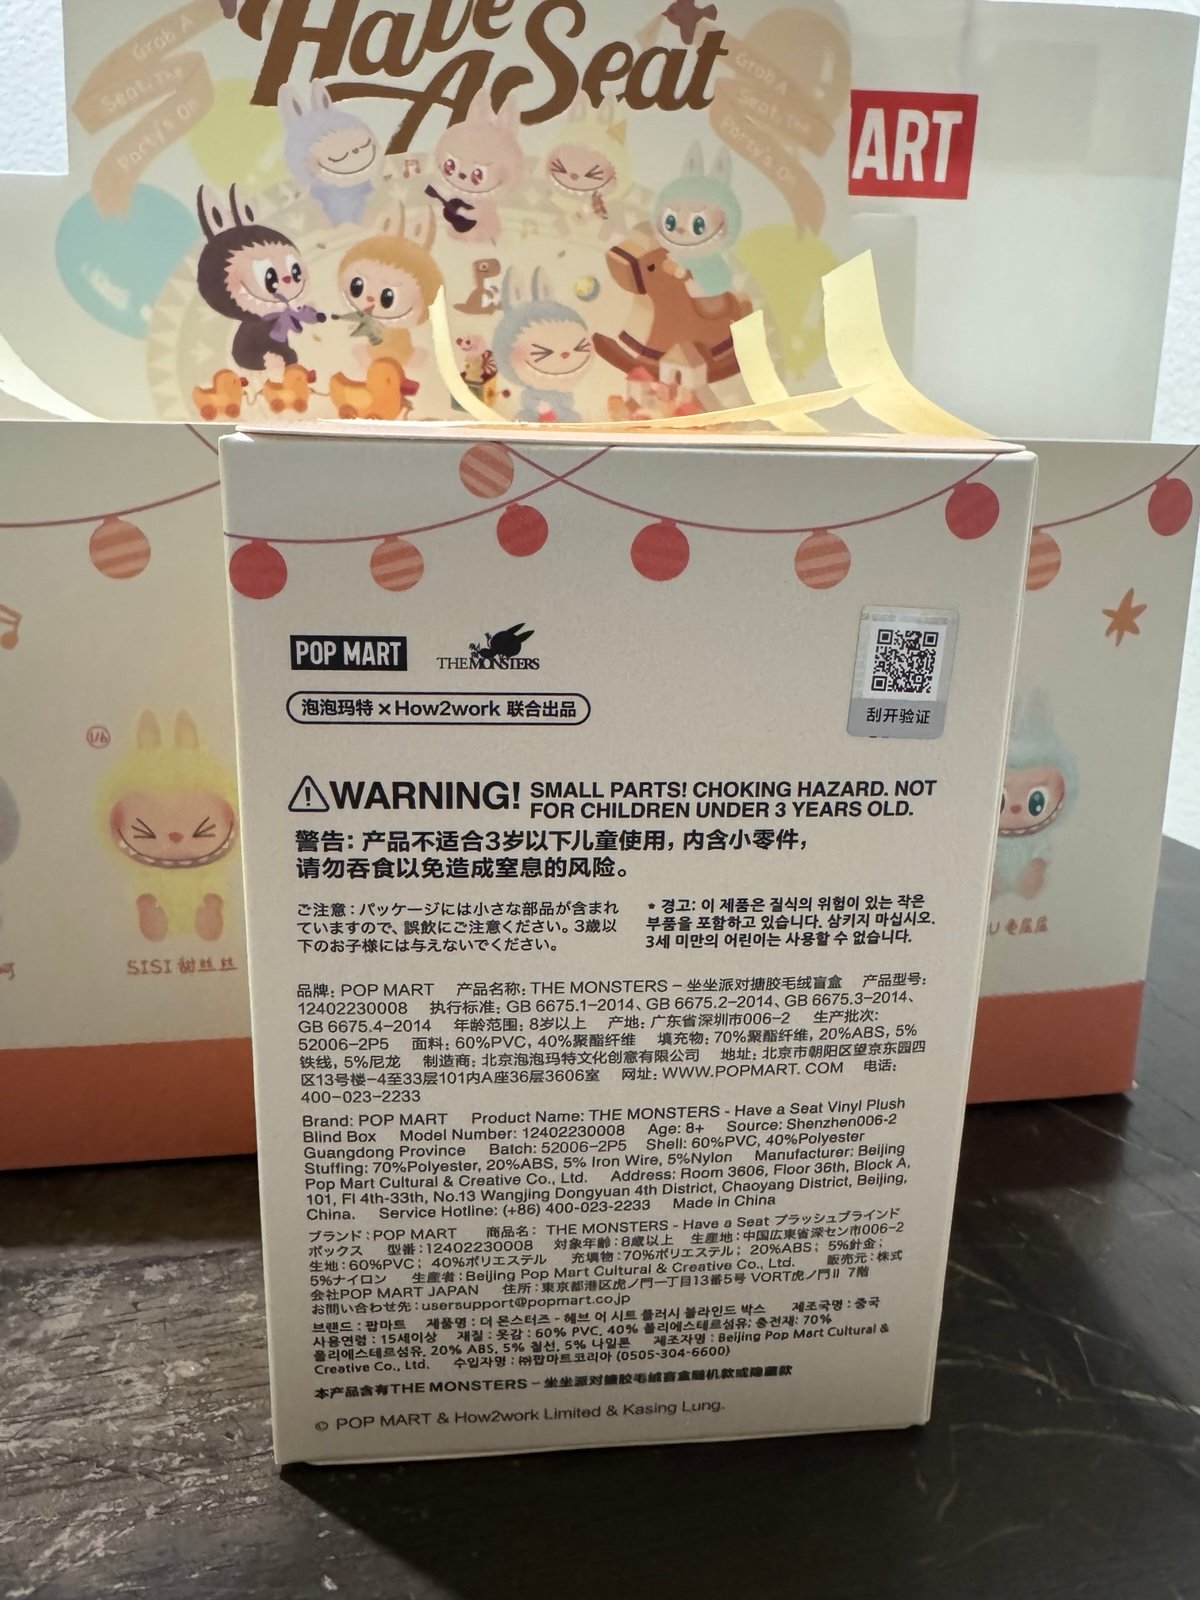 Have
A Seat
Grab A
Seat, The
Party's On
Grab A
Seat, The
Party's On
ART
POP MART
THE MONSTERS
泡泡玛特 × How2work 联合出品
刮开验证
1/6
SISI 甜丝丝
⚠WARNING! SMALL PARTS! CHOKING HAZARD. NOT
FOR CHILDREN UNDER 3 YEARS OLD.
警告: 产品不适合3岁以下儿童使用, 内含小零件,
请勿吞食以免造成窒息的风险。
ご注意:パッケージには小さな部品が含まれ
ていますので、誤飲にご注意ください。3歳以
下のお子様には与えないでください。
* 경고: 이 제품은 질식의 위험이 있는 작은
부품을 포함하고 있습니다. 삼키지 마십시오.
3세 미만의 어린이는 사용할 수 없습니다.
品牌: POP MART 产品名称: THE MONSTERS – 坐坐派对搪胶毛绒盲盒 产品型号:
12402230008 执行标准: GB 6675.1–2014、GB 6675.2–2014、GB 6675.3–2014、
GB 6675.4–2014 年龄范围: 8岁以上 产地: 广东省深圳市006–2 生产批次:
52006–2P5 面料: 60%PVC, 40%聚酯纤维 填充物: 70%聚酯纤维, 20%ABS, 5%
铁线, 5%尼龙 制造商: 北京泡泡玛特文化创意有限公司 地址: 北京市朝阳区望京东园四
区13号楼–4至33层101内A座36层3606室 网址: WWW.POPMART. COM 电话:
400–023–2233
Brand: POP MART Product Name: THE MONSTERS - Have a Seat Vinyl Plush
Blind Box Model Number: 12402230008 Age: 8+ Source: Shenzhen006-2
Guangdong Province Batch: 52006–2P5 Shell: 60%PVC, 40%Polyester
Stuffing: 70%Polyester, 20%ABS, 5% Iron Wire, 5%Nylon Manufacturer: Beijing
Pop Mart Cultural & Creative Co., Ltd. Address: Room 3606, Floor 36th, Block A,
101, Fl 4th-33th, No.13 Wangjing Dongyuan 4th District, Chaoyang District, Beijing,
China. Service Hotline: (+86) 400-023-2233 Made in China
ブランド:POP MART 商品名: THE MONSTERS - Have a Seat プラッシュブラインド
ボックス 型番:12402230008 対象年齢:8歳以上 生産地:中国広東省深セン市006–2
生地:60%PVC; 40%ポリエステル 充填物:70%ポリエステル; 20%ABS; 5%針金;
5%ナイロン 生産者:Beijing Pop Mart Cultural & Creative Co., Ltd. 販売元:株式
会社POP MART JAPAN 住所:東京都港区虎ノ門一丁目13番5号 VORT虎ノ門II 7階
お問い合わせ先:usersupport@popmart.co.jp
브랜드 : 팝마트 제품명 : 더 몬스터즈 - 헤브 어 시트 플러시 블라인드 박스 제조국명 : 중국
사용연령 : 15세이상 재질 : 옷감 : 60% PVC, 40% 폴리에스테르섬유; 충전재: 70%
폴리에스테르섬유, 20% ABS, 5% 철선, 5% 나일론 제조자명 : Beijing Pop Mart Cultural &
Creative Co., Ltd. 수입자명 : ㈜팝마트코리아 (0505-304-6600)
本产品含有THE MONSTERS – 坐坐派对搪胶毛绒盲盒随机款或隐藏款
© POP MART & How2work Limited & Kasing Lung.